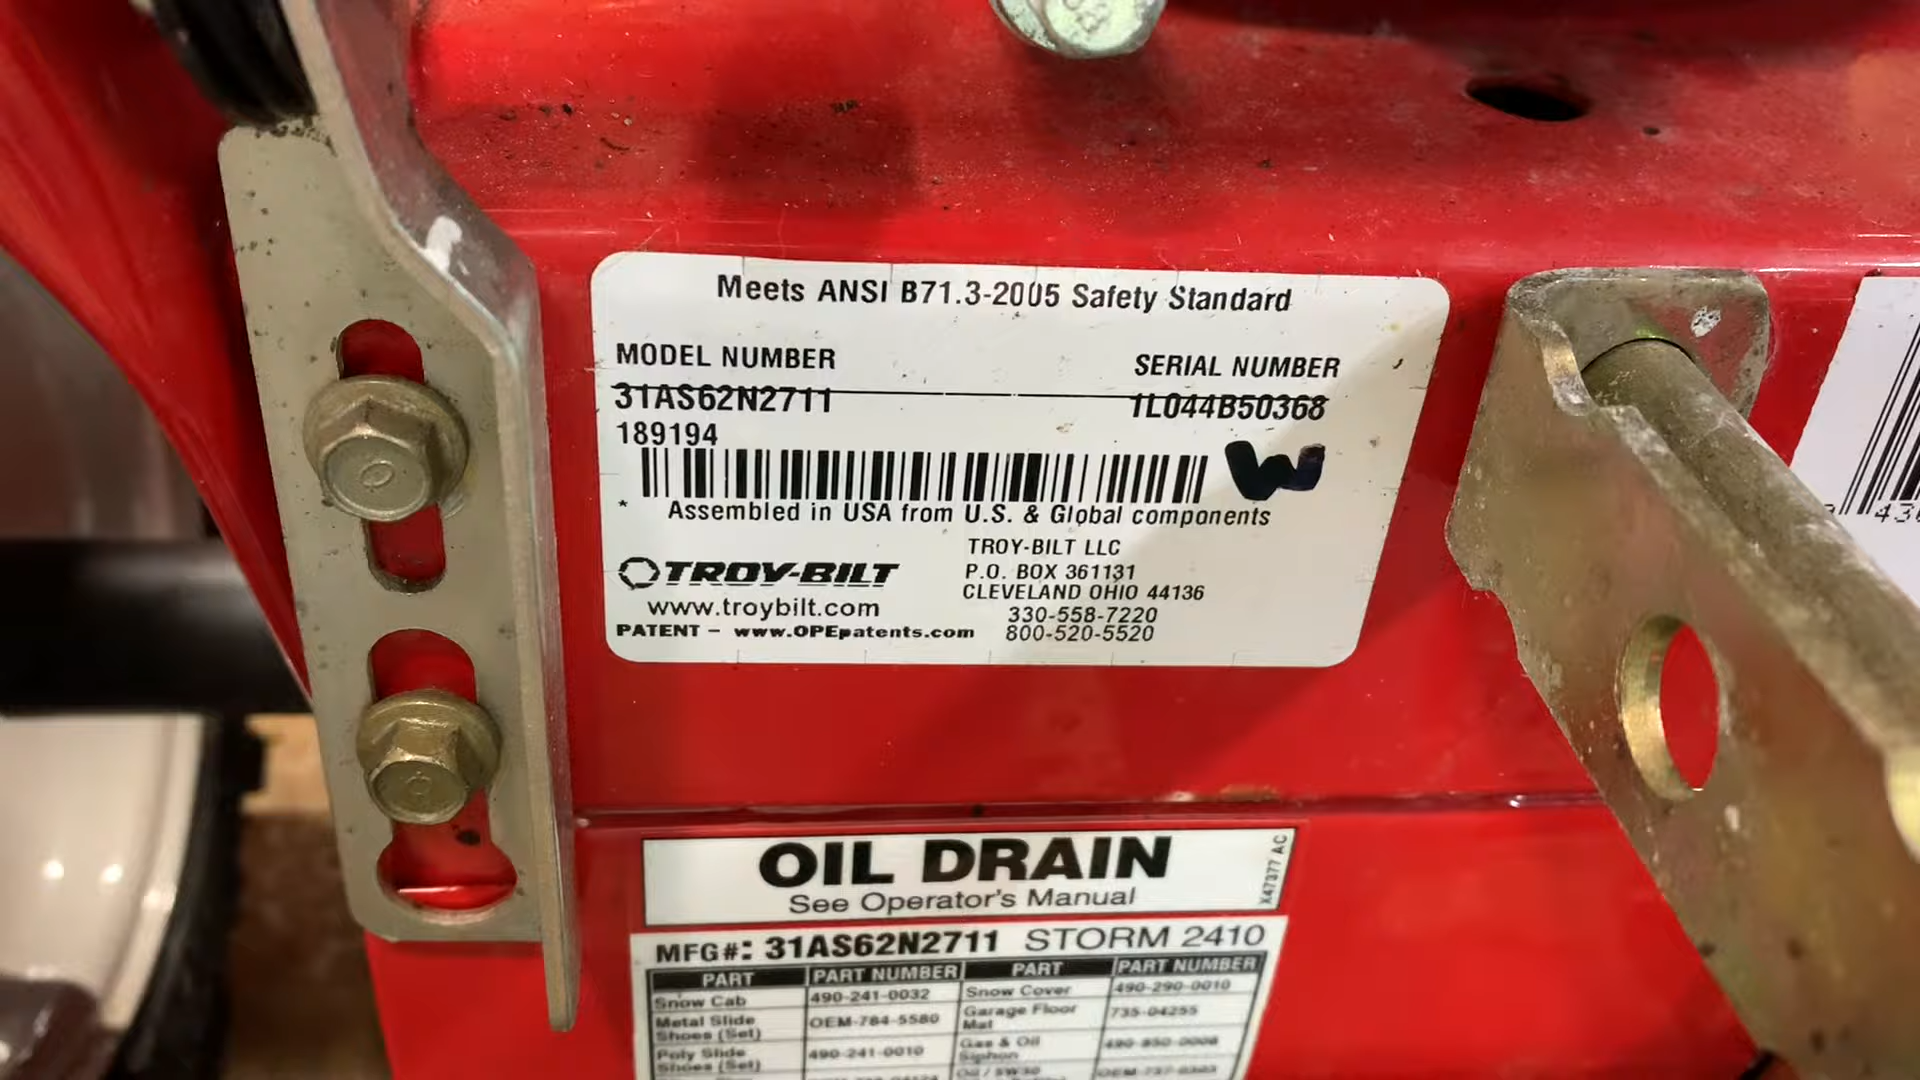 Meets ANSI B71.3-2005 Safety Standard
MODEL NUMBER SERIAL NUMBER
31AS62N2711 1L044B50368
189194
W
* Assembled in USA from U.S. & Global components
TROY-BILT
www.troybilt.com
PATENT - www.OPEpatents.com
TROY-BILT LLC
P.O. BOX 361131
CLEVELAND OHIO 44136
330-558-7220
800-520-5520
OIL DRAIN
See Operator's Manual
X47377 AC
MFG#: 31AS62N2711 STORM 2410
PART PART NUMBER PART PART NUMBER
Snow Cab 490-241-0032 Snow Cover 490-290-0010
Metal Slide Shoes (Set) OEM-784-5580 Garage Floor Mat 735-04255
Poly Slide Shoes (Set) 490-241-0010 Gas & Oil Siphon 490-850-0008